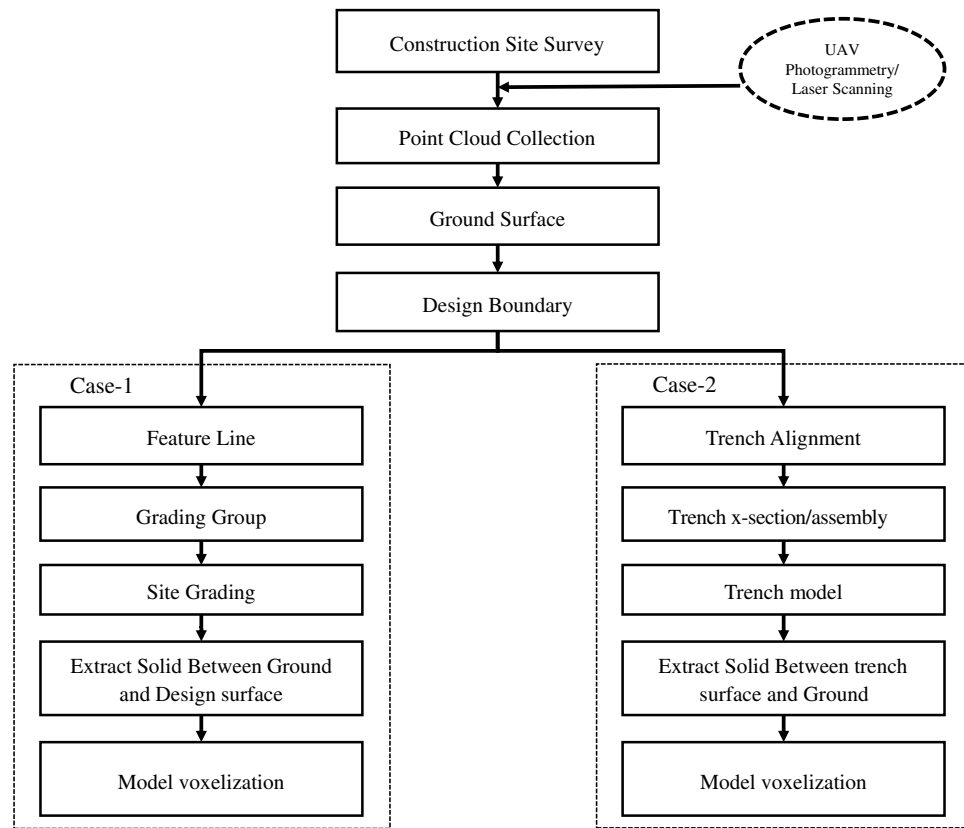 Construction Site Survey
UAV
Photogrammetry/
Laser Scanning
Point Cloud Collection
Ground Surface
Design Boundary
Case-1
Feature Line
Grading Group
Site Grading
Extract Solid Between Ground
and Design surface
Model voxelization
Case-2
Trench Alignment
Trench x-section/assembly
Trench model
Extract Solid Between trench
surface and Ground
Model voxelization